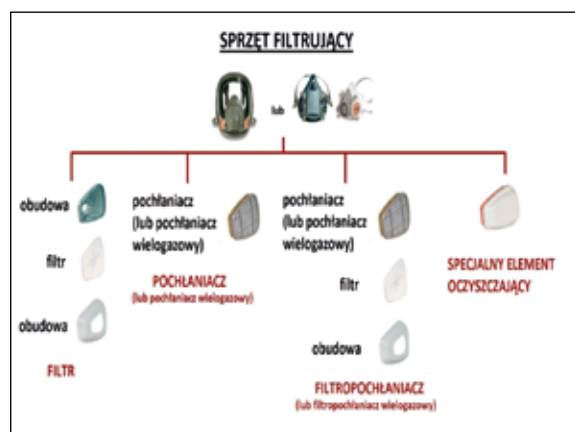 SPRZĘT FILTRUJĄCY
lub
obudowa
filtr
obudowa
FILTR
pochłaniacz
(lub pochłaniacz
wielogazowy)
POCHŁANIACZ
(lub pochłaniacz wielogazowy)
pochłaniacz
(lub pochłaniacz
wielogazowy)
filtr
obudowa
FILTROPOCHŁANIACZ
(lub filtropochłaniacz wielogazowy)
SPECJALNY ELEMENT
OCZYSZCZAJĄCY